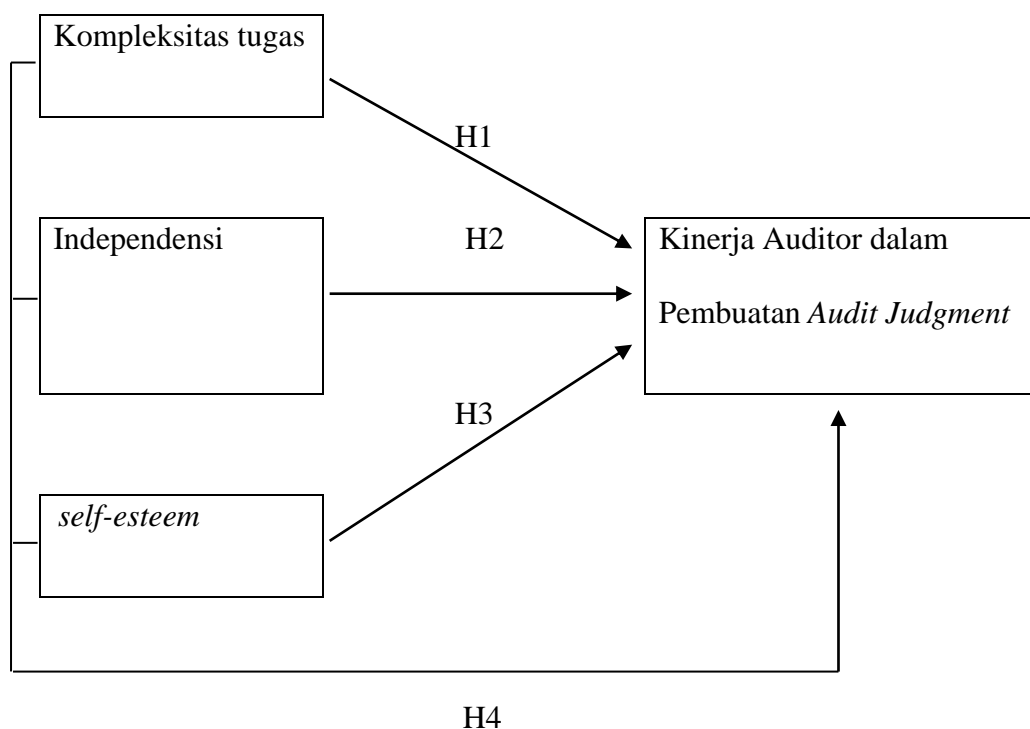 Kompleksitas tugas
H1
Independensi
H2
Kinerja Auditor dalam
Pembuatan Audit Judgment
H3
self-esteem
H4